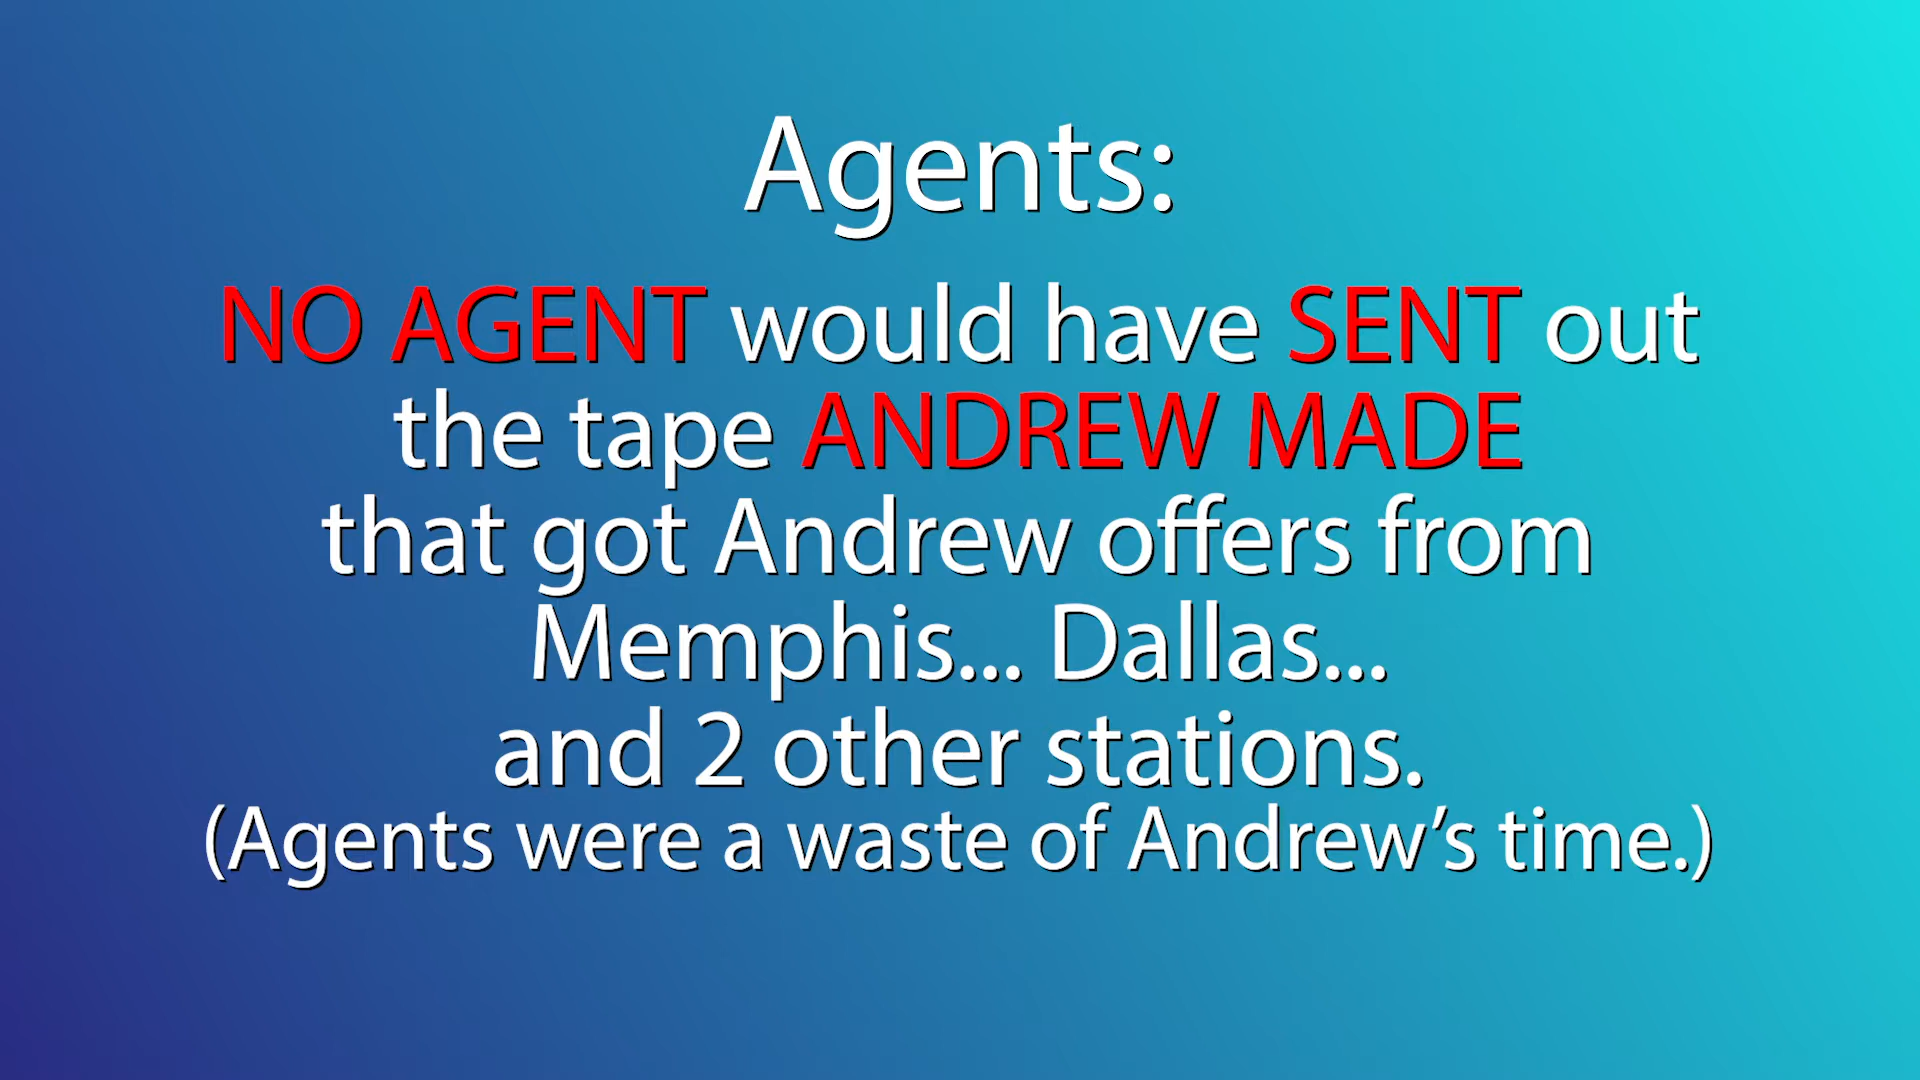 Agents:
NO AGENT would have SENT out
the tape ANDREW MADE
that got Andrew offers from
Memphis... Dallas...
and 2 other stations.
(Agents were a waste of Andrew’s time.)